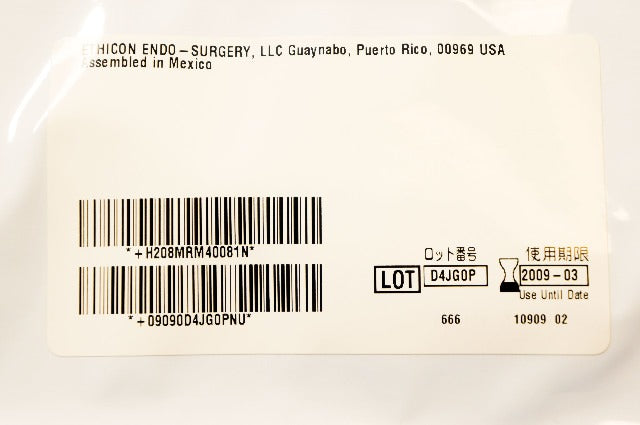 ETHICON ENDO-SURGERY, LLC Guaynabo, Puerto Rico, 00969 USA
Assembled in Mexico
*+H208MRM40081N*
*+09090D4JG0PNU*
ロット番号
LOT D4JG0P
使用期限
2009-03
Use Until Date
666 10909 02